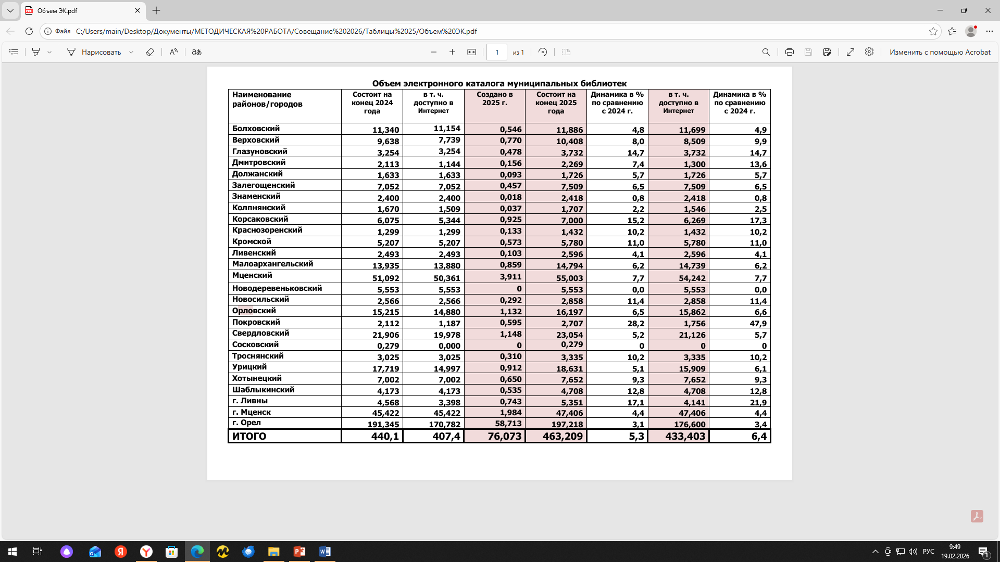 Объем ЭК.pdf
Файл C:/Users/main/Desktop/Документы/МЕТОДИЧЕСКАЯ%20РАБОТА/Совещание%202026/Таблицы%2025/Объем%20ЭК.pdf
Нарисовать 1 из 1 Изменить с помощью Acrobat
Объем электронного каталога муниципальных библиотек
Наименование районов/городов Состоит на конец 2024 года в т. ч. доступно в Интернет Создано в 2025 г. Состоит на конец 2025 года Динамика в % по сравнению с 2024 г. в т. ч. доступно в Интернет Динамика в % по сравнению с 2024 г.
Болховский 11,340 11,154 0,546 11,886 4,8 11,699 4,9
Верховский 9,638 7,739 0,770 10,408 8,0 8,509 9,9
Глазуновский 3,254 3,254 0,478 3,732 14,7 3,732 14,7
Дмитровский 2,113 1,144 0,156 2,269 7,4 1,300 13,6
Должанский 1,633 1,633 0,093 1,726 5,7 1,726 5,7
Залегощенский 7,052 7,052 0,457 7,509 6,5 7,509 6,5
Знаменский 2,400 2,400 0,018 2,418 0,8 2,418 0,8
Колпнянский 1,670 1,509 0,037 1,707 2,2 1,546 2,5
Корсаковский 6,075 5,344 0,925 7,000 15,2 6,269 17,3
Краснозоренский 1,299 1,299 0,133 1,432 10,2 1,432 10,2
Кромской 5,207 5,207 0,573 5,780 11,0 5,780 11,0
Ливенский 2,493 2,493 0,103 2,596 4,1 2,596 4,1
Малоархангельский 13,935 13,880 0,859 14,794 6,2 14,739 6,2
Мценский 51,092 50,361 3,911 55,003 7,7 54,242 7,7
Новодеревеньковский 5,553 5,553 0 5,553 0,0 5,553 0,0
Новосильский 2,566 2,566 0,292 2,858 11,4 2,858 11,4
Орловский 15,215 14,880 1,132 16,197 6,5 15,862 6,6
Покровский 2,112 1,187 0,595 2,707 28,2 1,756 47,9
Свердловский 21,906 19,978 1,148 23,054 5,2 21,126 5,7
Сосковский 0,279 0,000 0 0,279 0 0 0
Троснянский 3,025 3,025 0,310 3,335 10,2 3,335 10,2
Урицкий 17,719 14,997 0,912 18,631 5,1 15,909 6,1
Хотынецкий 7,002 7,002 0,650 7,652 9,3 7,652 9,3
Шаблыкинский 4,173 4,173 0,535 4,708 12,8 4,708 12,8
г. Ливны 4,568 3,398 0,743 5,351 17,1 4,141 21,9
г. Мценск 45,422 45,422 1,984 47,406 4,4 47,406 4,4
г. Орел 191,345 170,782 58,713 197,218 3,1 176,600 3,4
ИТОГО 440,1 407,4 76,073 463,209 5,3 433,403 6,4
РУС
9:49
19.02.2026
1